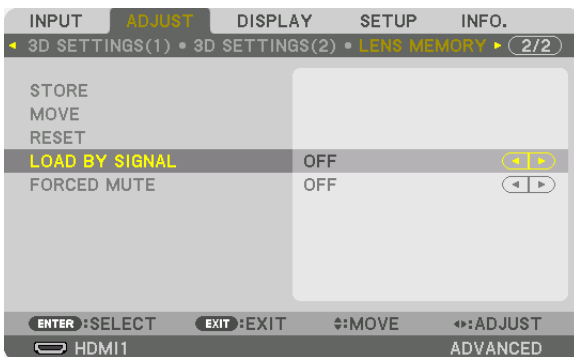 INPUT ADJUST DISPLAY SETUP INFO.
3D SETTINGS(1) • 3D SETTINGS(2) • LENS MEMORY 2/2
STORE
MOVE
RESET
LOAD BY SIGNAL OFF
FORCED MUTE OFF
ENTER :SELECT EXIT :EXIT :MOVE :ADJUST
HDMI1 ADVANCED